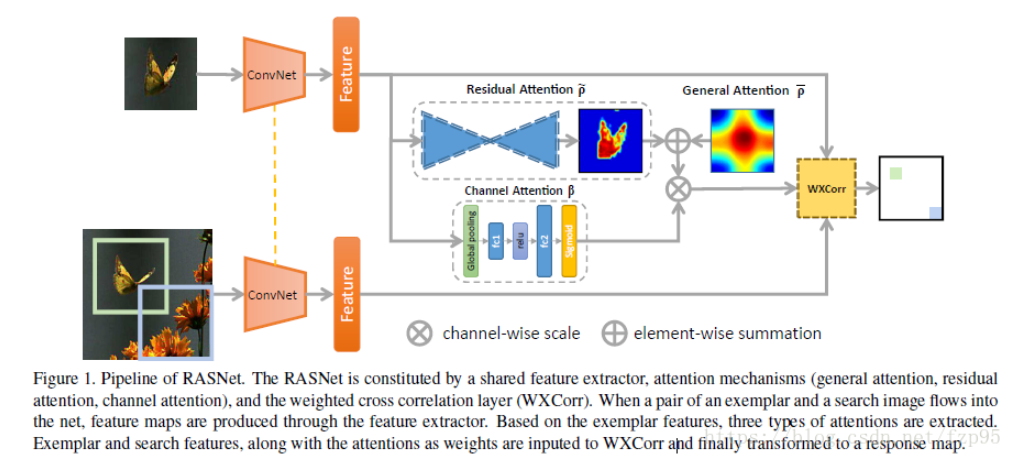 ConvNet
Feature
Residual Attention ρ̃
General Attention ρ̄
Channel Attention β
Global pooling
fc1
relu
fc2
Sigmoid
WXCorr
ConvNet
Feature
channel-wise scale
element-wise summation
Figure 1. Pipeline of RASNet. The RASNet is constituted by a shared feature extractor, attention mechanisms (general attention, residual
attention, channel attention), and the weighted cross correlation layer (WXCorr). When a pair of an exemplar and a search image flows into
the net, feature maps are produced through the feature extractor. Based on the exemplar features, three types of attentions are extracted.
Exemplar and search features, along with the attentions as weights are inputed to WXCorr and finally transformed to a response map.
https://blog.csdn.net/fzp95